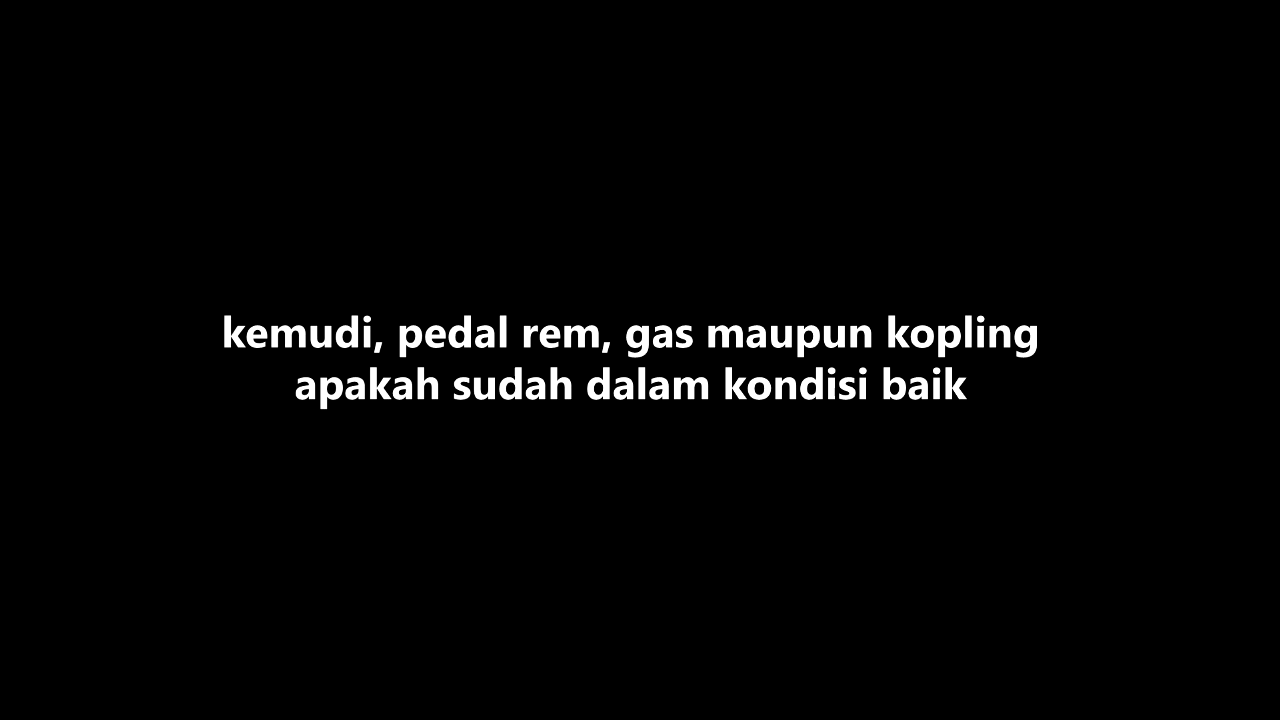 kemudi, pedal rem, gas maupun kopling
apakah sudah dalam kondisi baik